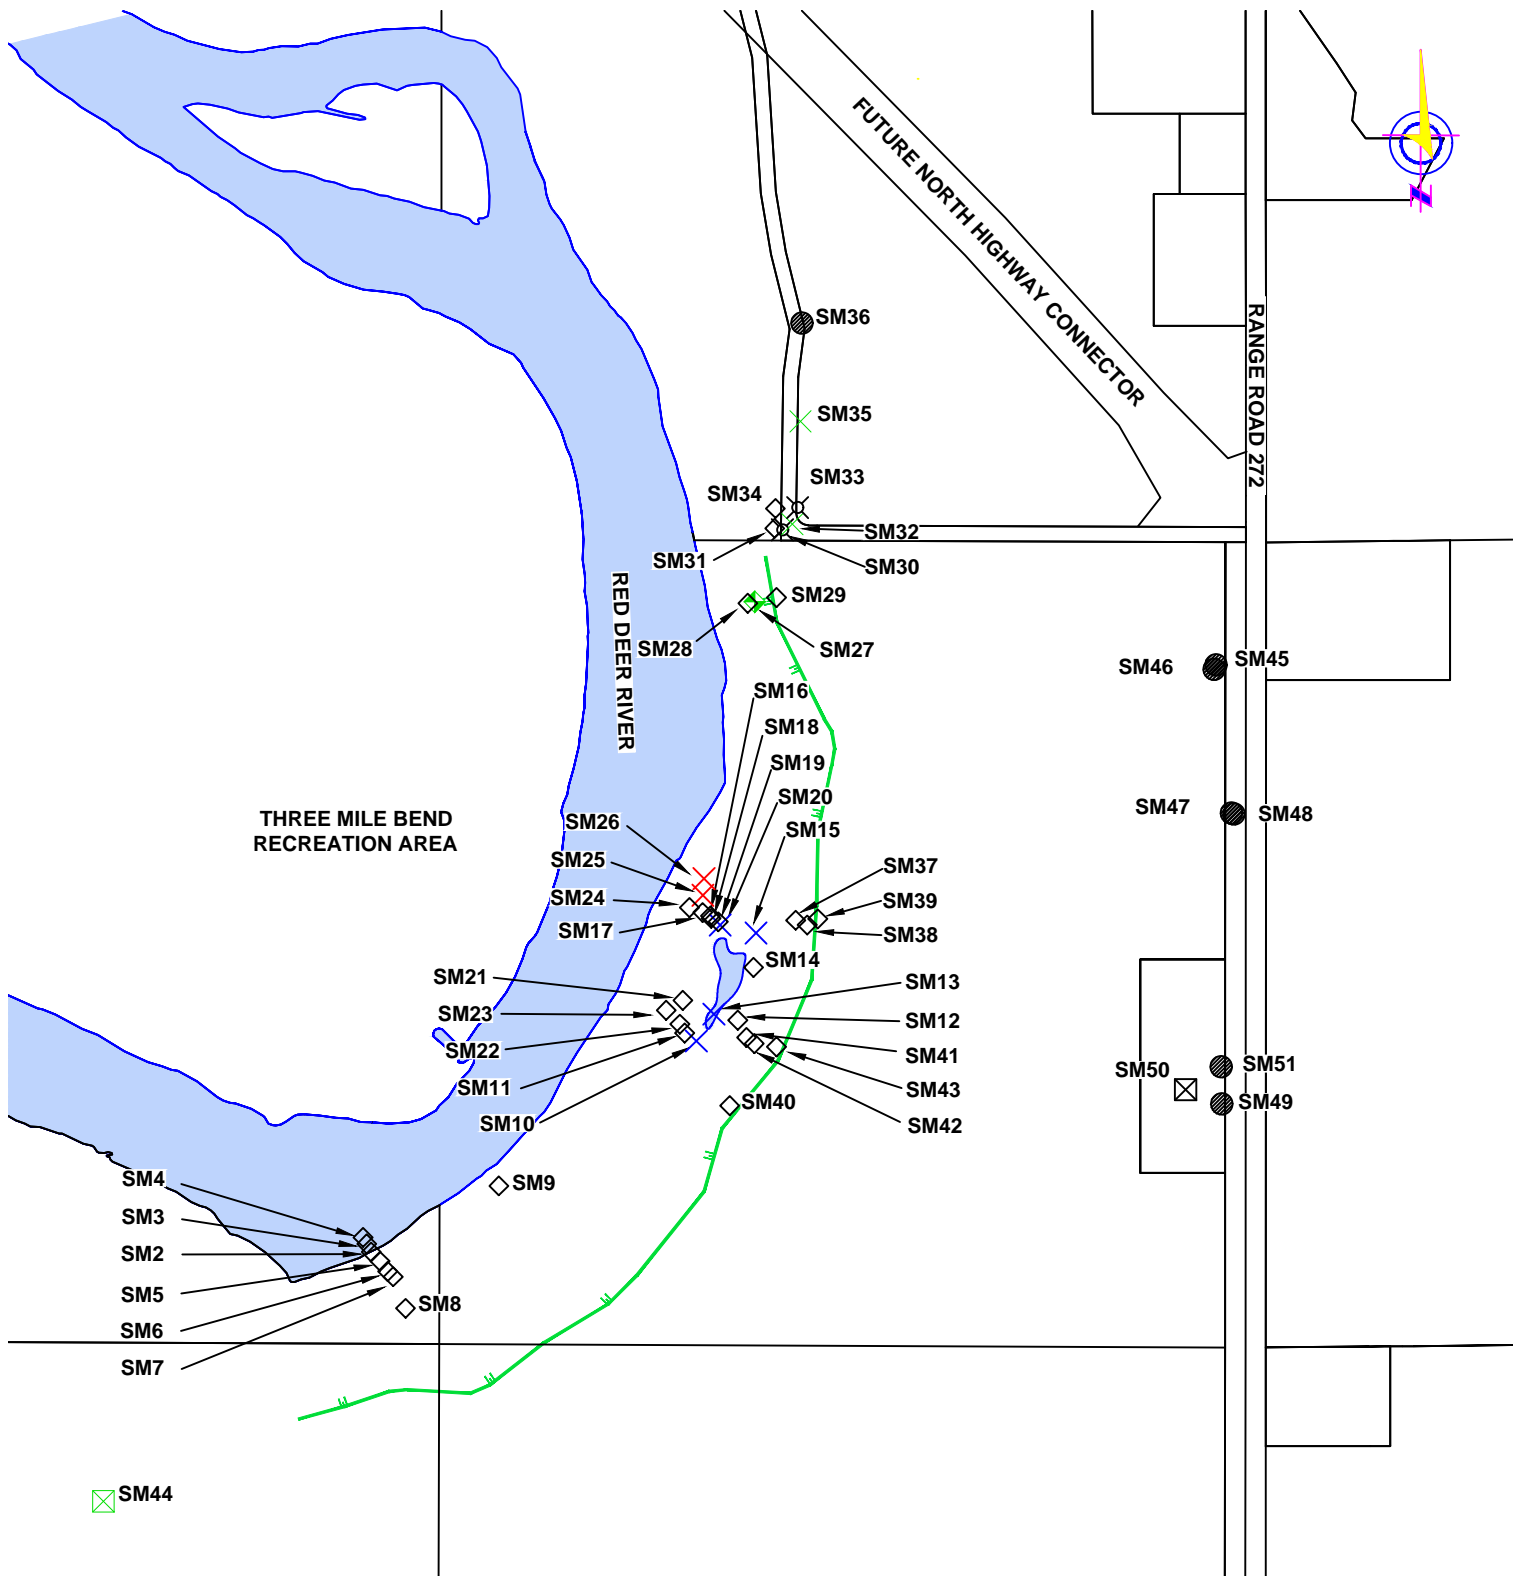 FUTURE NORTH HIGHWAY CONNECTOR
RANGE ROAD 272
SM36
SM35
SM33
SM34
SM32
SM31
SM30
RED DEER RIVER
SM29
SM28
SM27
SM46
SM45
SM16
SM18
SM19
SM20
SM15
SM47
SM48
THREE MILE BEND
RECREATION AREA
SM26
SM25
SM24
SM17
SM37
SM39
SM38
SM14
SM21
SM23
SM22
SM11
SM10
SM13
SM12
SM41
SM43
SM42
SM40
SM50
SM51
SM49
SM9
SM4
SM3
SM2
SM5
SM6
SM7
SM8
SM44
N